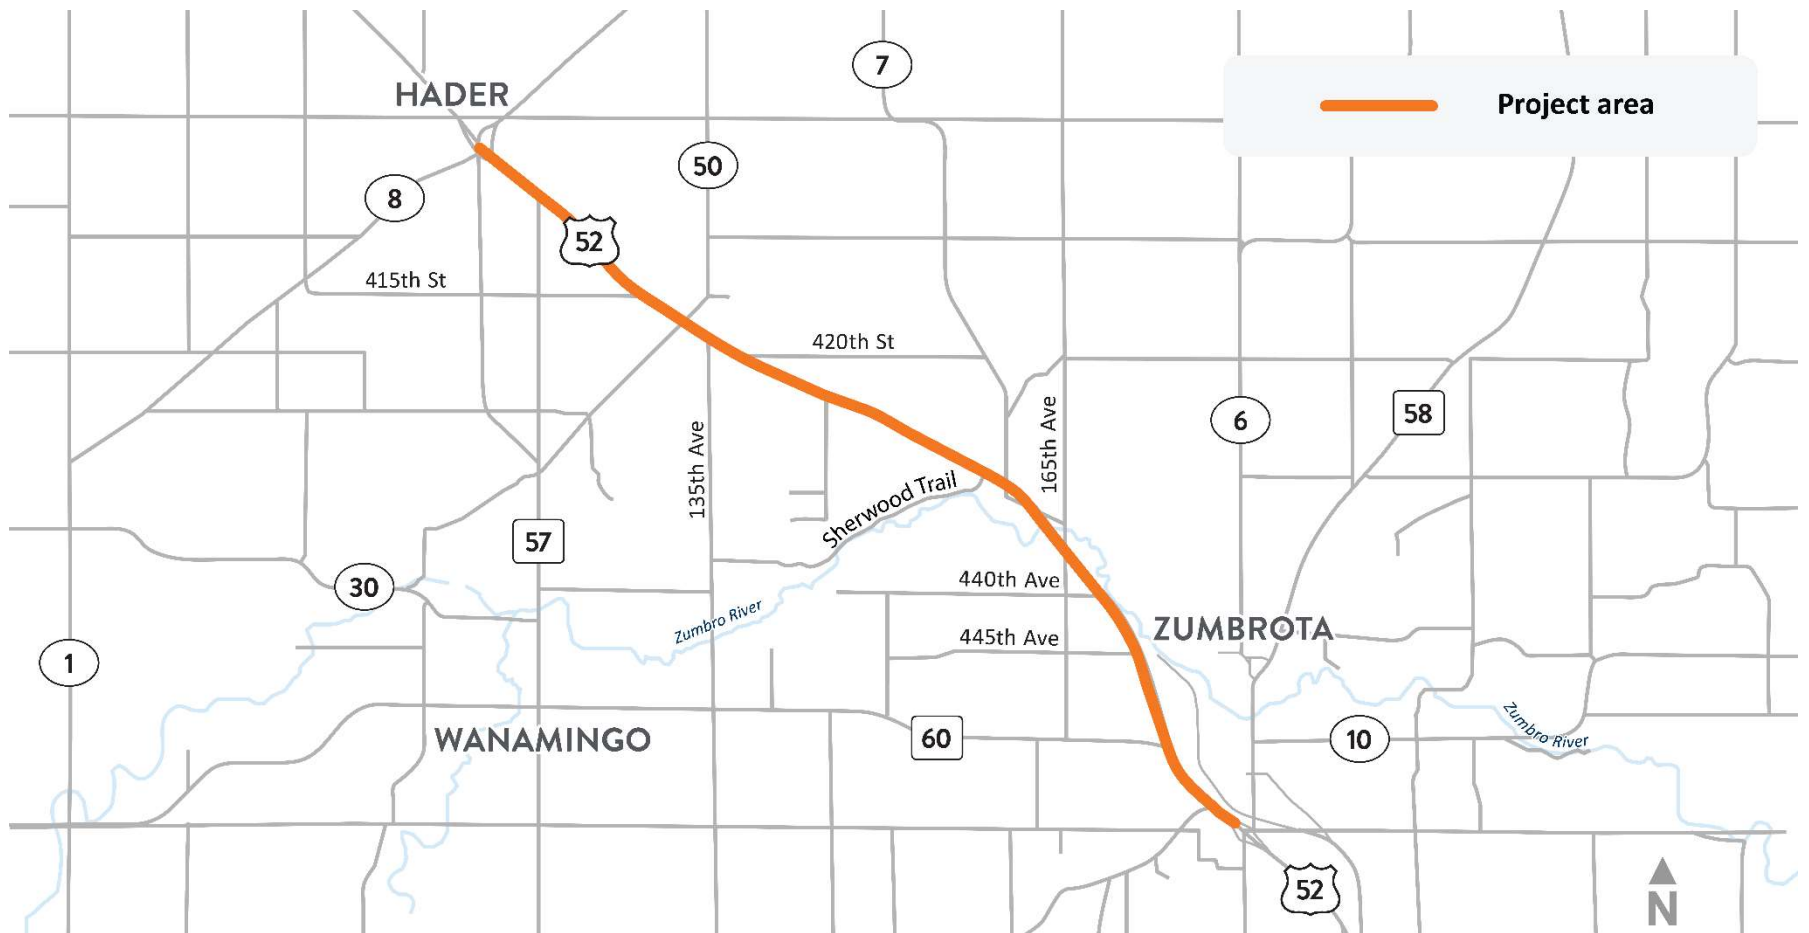 7
HADER
Project area
50
8
52
415th St
420th St
165th Ave
6
58
135th Ave
Sherwood Trail
57
30
440th Ave
Zumbro River
ZUMBROTA
445th Ave
1
Zumbro River
WANAMINGO
60
10
52
N